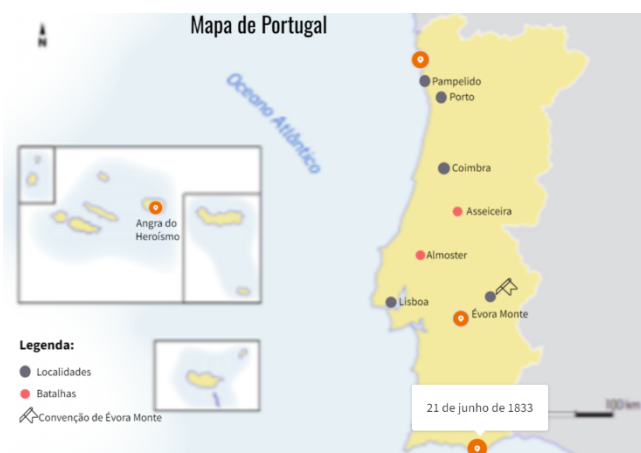 Mapa de Portugal
N
Oceano Atlântico
Pampelido
Porto
Coimbra
Asseiceira
Angra do
Heroísmo
Almoster
Lisboa
Évora Monte
Legenda:
Localidades
Batalhas
Convenção de Évora Monte
21 de junho de 1833
100 km